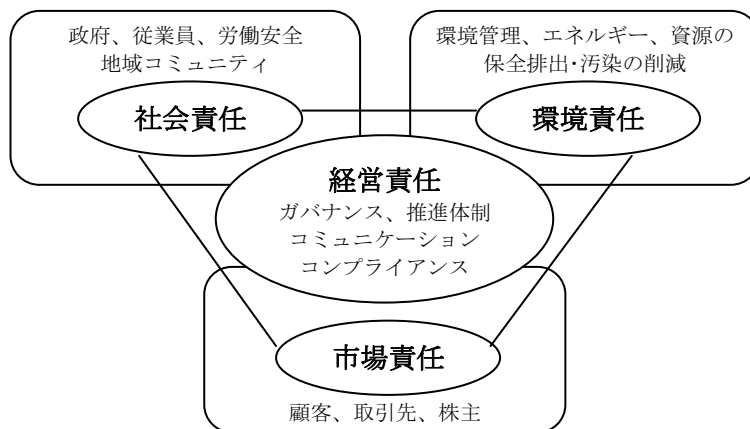 政府、従業員、労働安全
地域コミュニティ
社会責任
環境管理、エネルギー、資源の
保全排出・汚染の削減
環境責任
経営責任
ガバナンス、推進体制
コミュニケーション
コンプライアンス
市場責任
顧客、取引先、株主